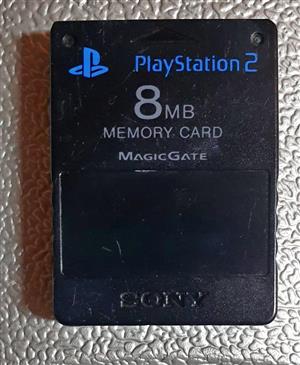 PlayStation 2
8MB
MEMORY CARD
MAGICGATE
SONY